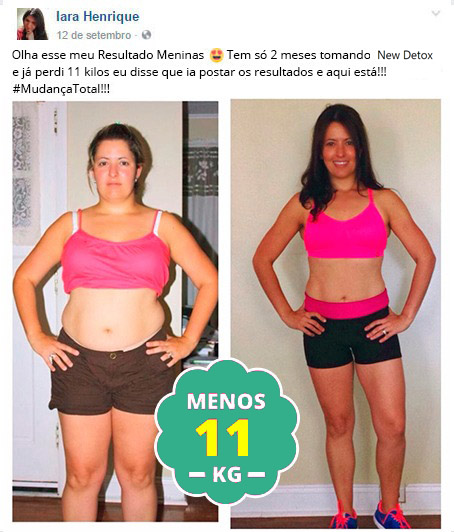 Iara Henrique
12 de setembro ·
Olha esse meu Resultado Meninas 😍 Tem só 2 meses tomando New Detox
e já perdi 11 kilos eu disse que ia postar os resultados e aqui está!!!
#MudançaTotal!!!
MENOS
11
– KG –